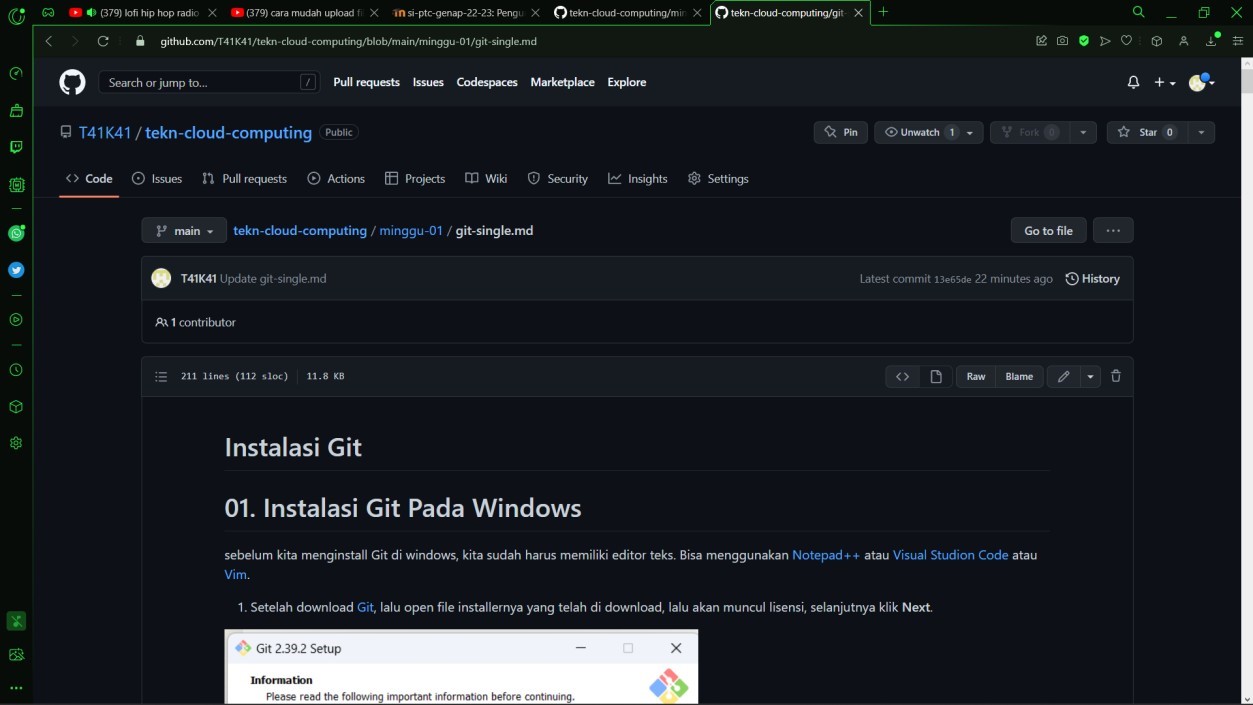 (379) lofi hip hop radio
(379) cara mudah upload fi
si-ptc-genap-22-23: Pengu
tekn-cloud-computing/min
tekn-cloud-computing/git-
github.com/T41K41/tekn-cloud-computing/blob/main/minggu-01/git-single.md
Search or jump to...
/
Pull requests
Issues
Codespaces
Marketplace
Explore
T41K41 / tekn-cloud-computing
Public
Pin
Unwatch 1
Fork 0
Star 0
Code
Issues
Pull requests
Actions
Projects
Wiki
Security
Insights
Settings
main
tekn-cloud-computing / minggu-01 / git-single.md
Go to file
T41K41 Update git-single.md
Latest commit 13e65de 22 minutes ago
History
1 contributor
211 lines (112 sloc)
11.8 KB
Raw
Blame
Instalasi Git
01. Instalasi Git Pada Windows
sebelum kita menginstall Git di windows, kita sudah harus memiliki editor teks. Bisa menggunakan Notepad++ atau Visual Studion Code atau
Vim.
1. Setelah download Git, lalu open file installernya yang telah di download, lalu akan muncul lisensi, selanjutnya klik Next.
Git 2.39.2 Setup
Information
Please read the following important information before continuing.